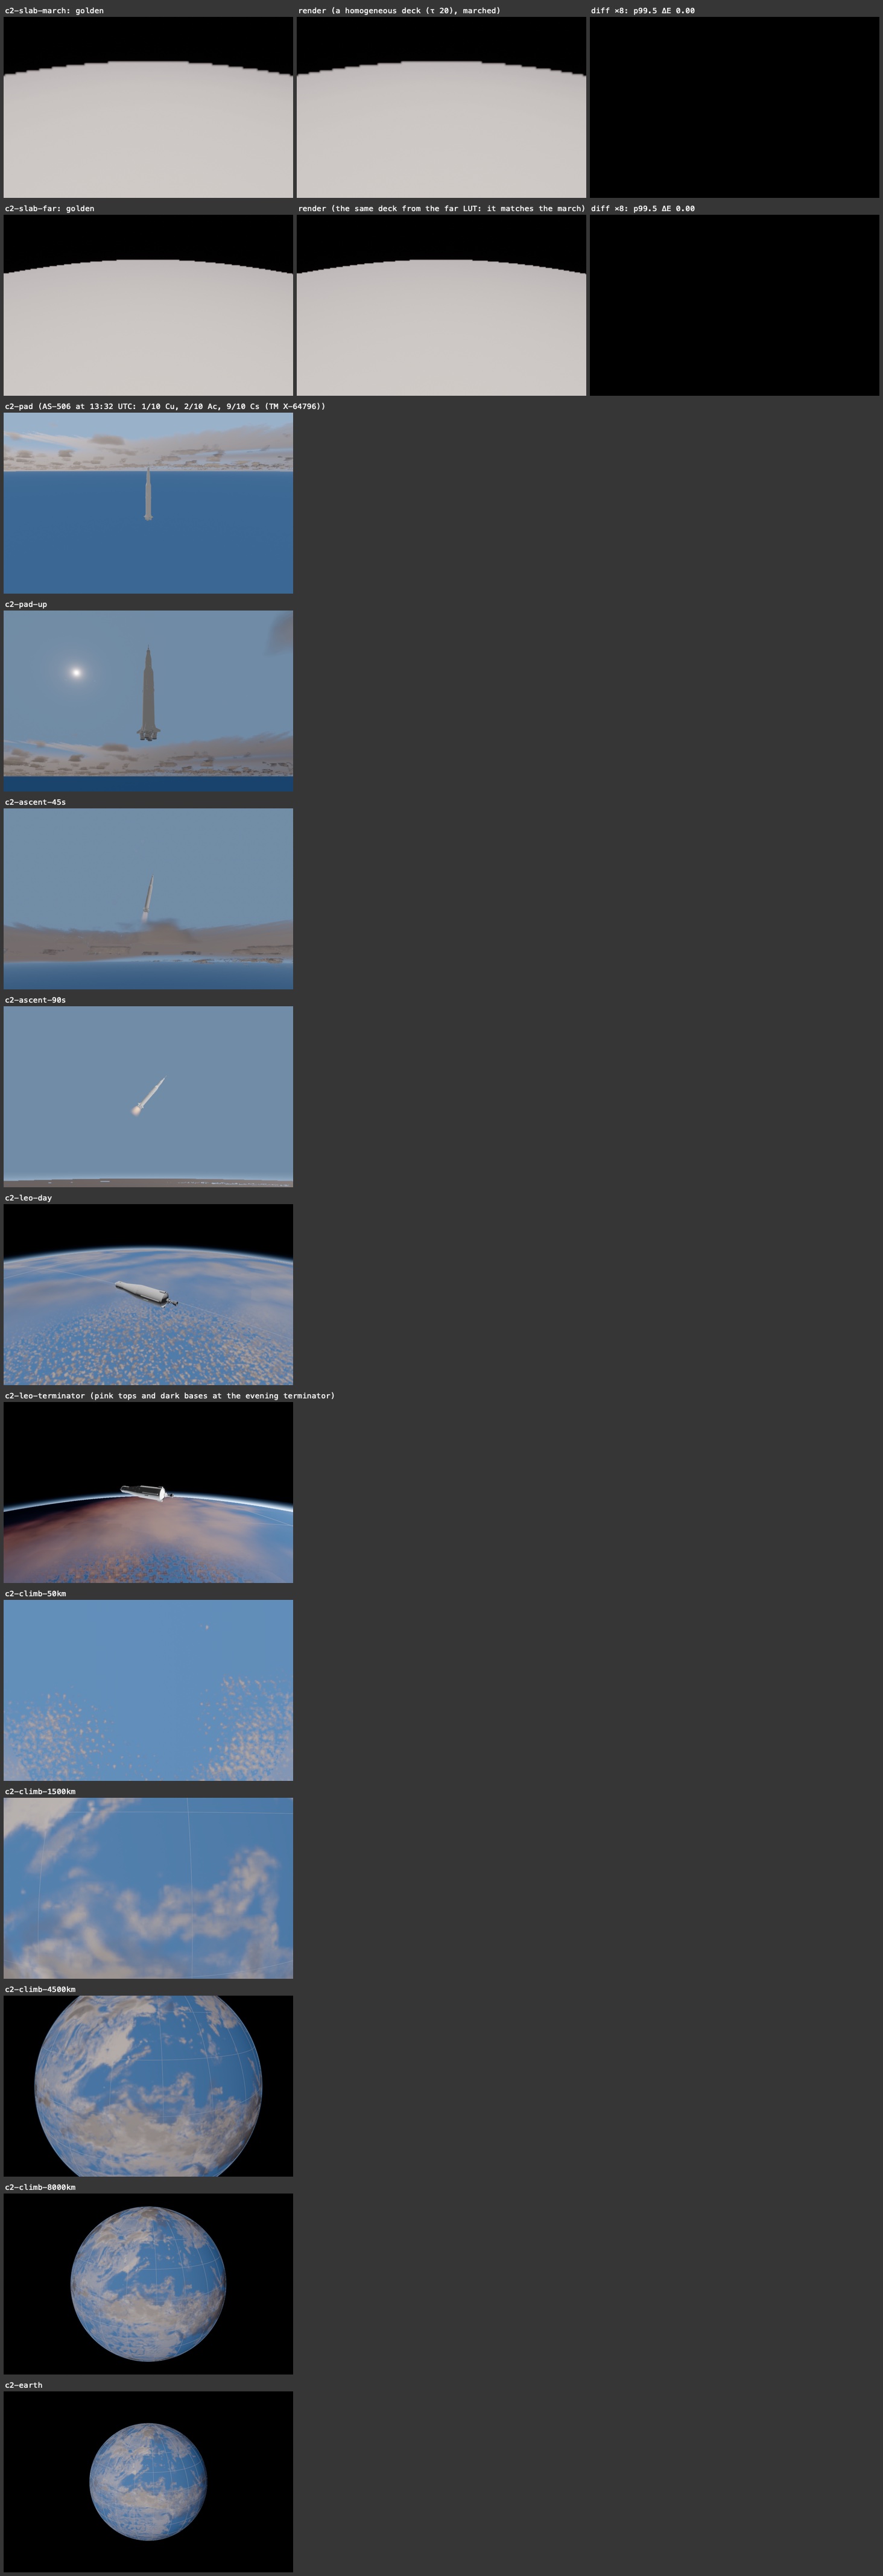 c2-slab-march: golden
render (a homogeneous deck (τ 20), marched)
diff ×8: p99.5 ΔE 0.00
c2-slab-far: golden
render (the same deck from the far LUT: it matches the march)
diff ×8: p99.5 ΔE 0.00
c2-pad (AS-506 at 13:32 UTC: 1/10 Cu, 2/10 Ac, 9/10 Cs (TM X-64796))
c2-pad-up
c2-ascent-45s
c2-ascent-90s
c2-leo-day
c2-leo-terminator (pink tops and dark bases at the evening terminator)
c2-climb-50km
c2-climb-1500km
c2-climb-4500km
c2-climb-8000km
c2-earth